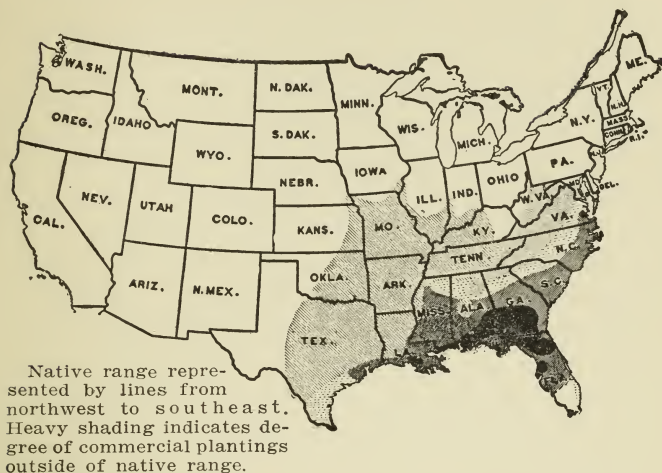 WASH.
MONT.
N. DAK.
MINN.
ME.
VT.
N.H.
OREG.
IDAHO
WIS.
MICH.
N.Y.
MASS.
CONN.
R.I.
S. DAK.
WYO.
IOWA
PA.
N.J.
NEBR.
ILL.
IND.
OHIO
NEV.
UTAH
COLO.
KANS.
MO.
KY.
W. VA.
VA.
MD.
DEL.
CAL.
ARIZ.
N. MEX.
OKLA.
ARK.
TENN.
N.C.
S.C.
TEX.
LA.
MISS.
ALA.
GA.
FLA.
Native range repre-
sented by lines from
northwest to southeast.
Heavy shading indicates de-
gree of commercial plantings
outside of native range.